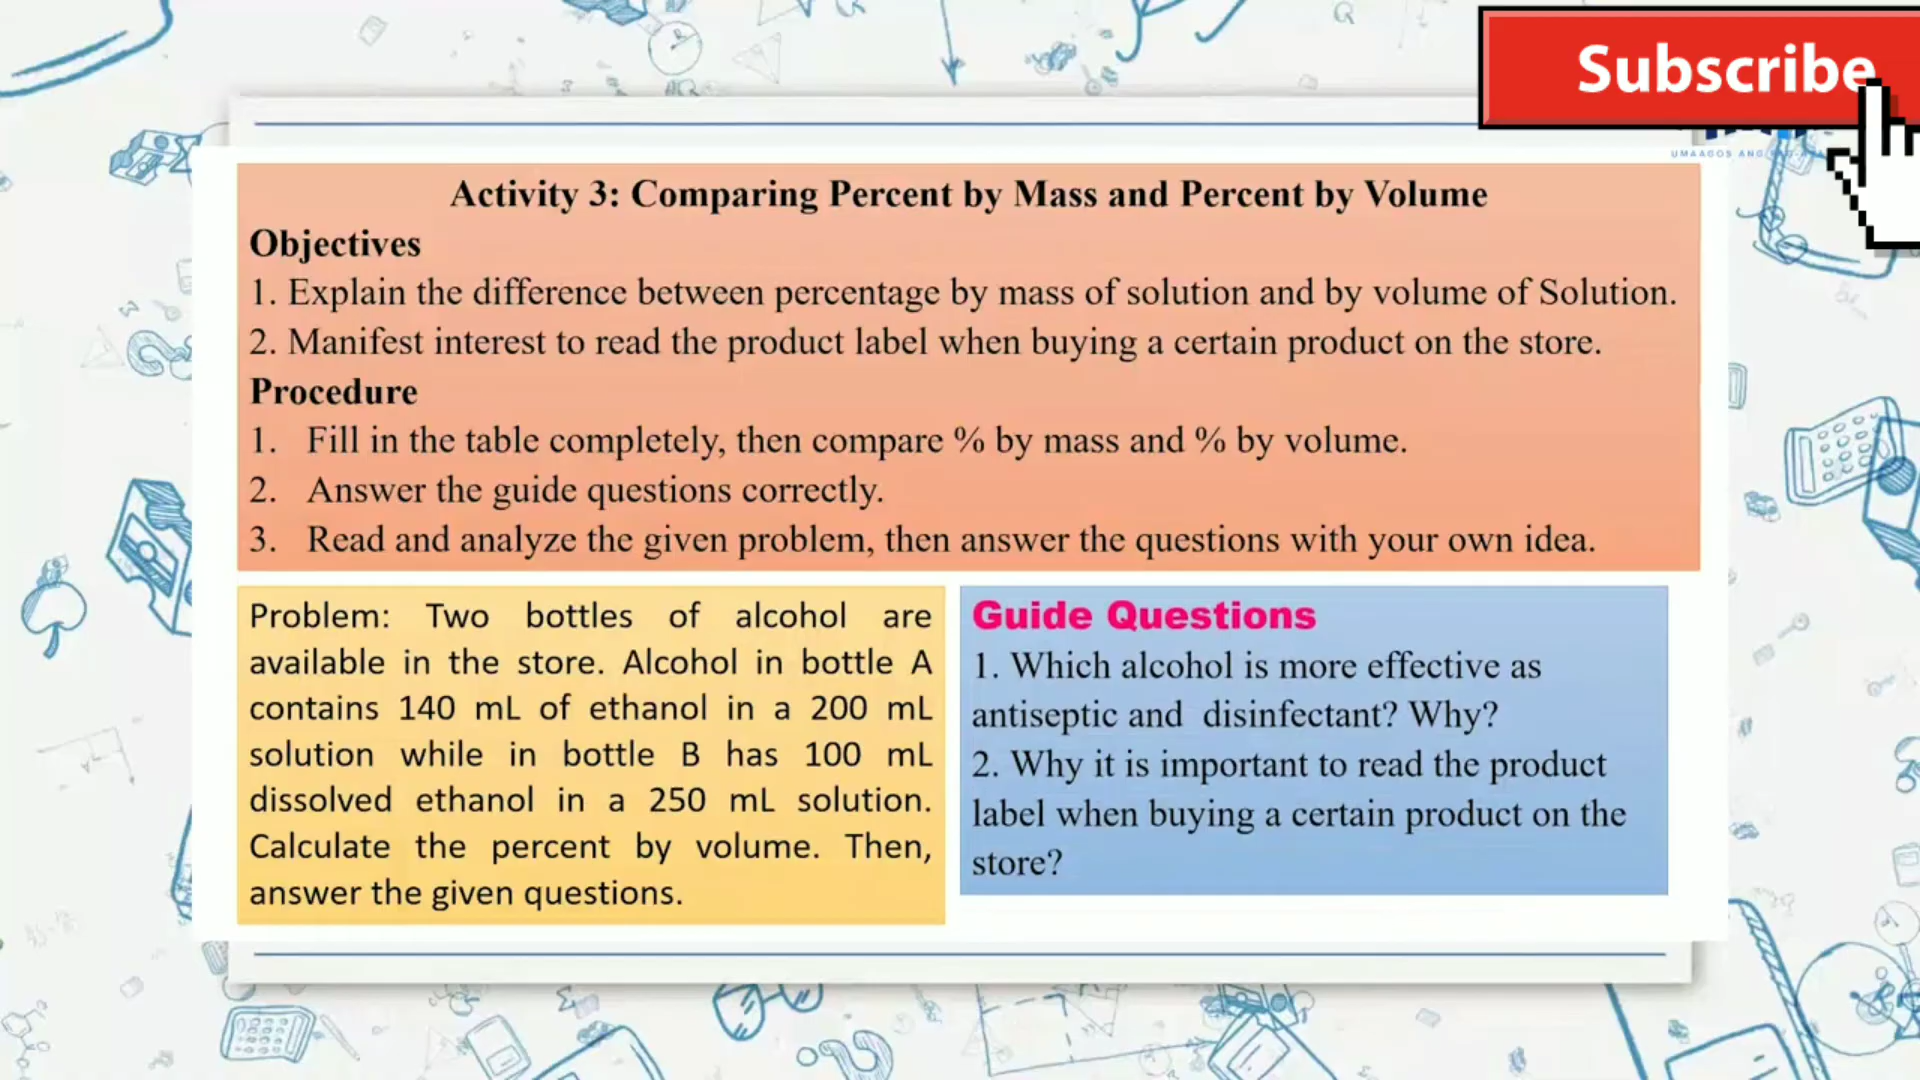 Subscribe
UMAAGOS ANG
Activity 3: Comparing Percent by Mass and Percent by Volume
Objectives
1. Explain the difference between percentage by mass of solution and by volume of Solution.
2. Manifest interest to read the product label when buying a certain product on the store.
Procedure
1. Fill in the table completely, then compare % by mass and % by volume.
2. Answer the guide questions correctly.
3. Read and analyze the given problem, then answer the questions with your own idea.
Problem: Two bottles of alcohol are
available in the store. Alcohol in bottle A
contains 140 mL of ethanol in a 200 mL
solution while in bottle B has 100 mL
dissolved ethanol in a 250 mL solution.
Calculate the percent by volume. Then,
answer the given questions.
Guide Questions
1. Which alcohol is more effective as
antiseptic and disinfectant? Why?
2. Why it is important to read the product
label when buying a certain product on the
store?